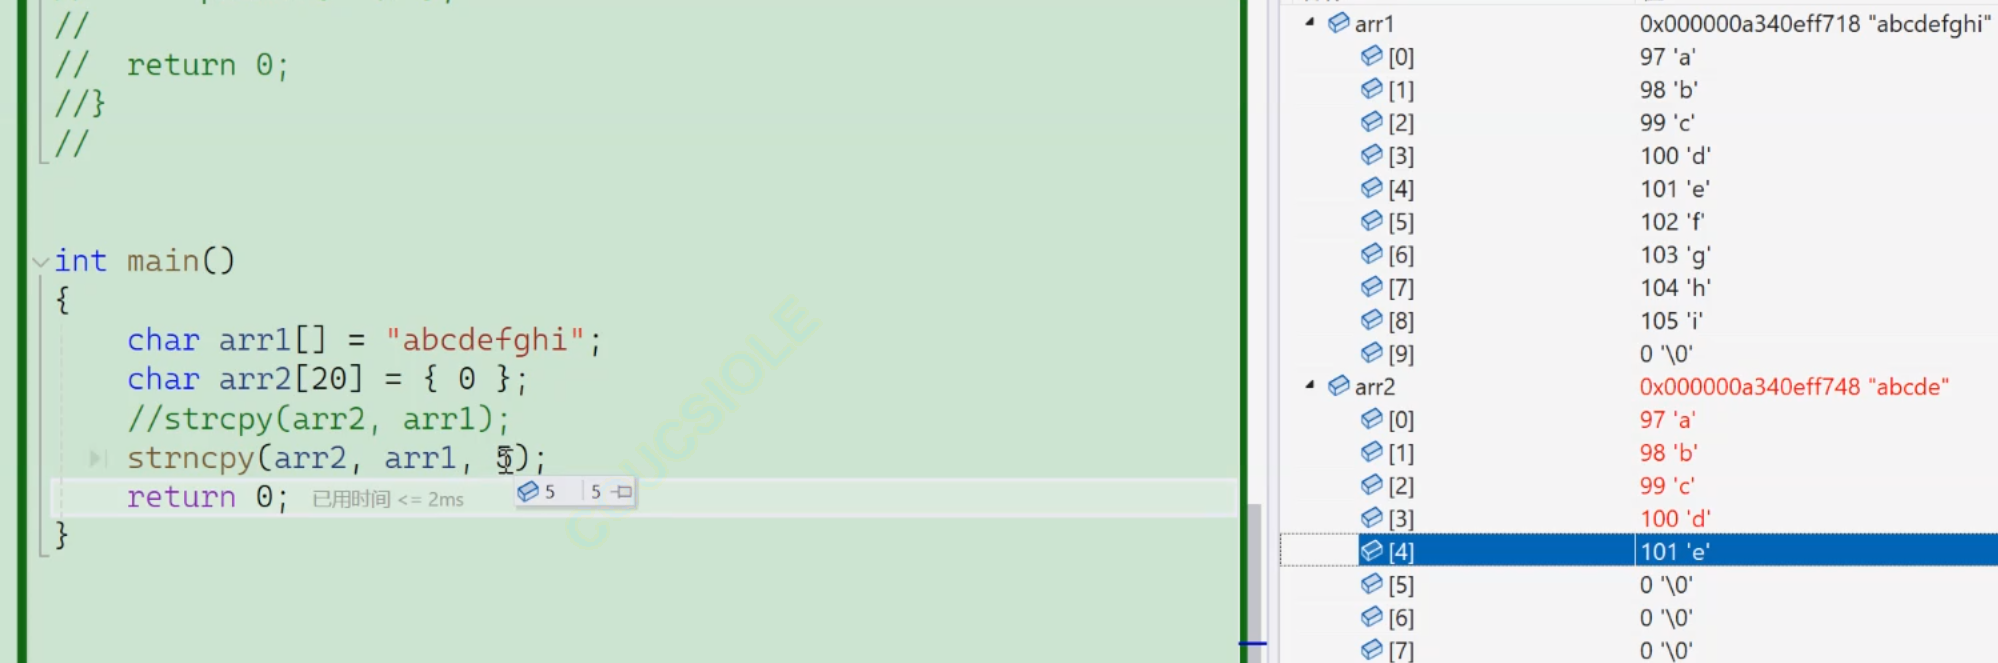 //
//  return 0;
//}
//
int main()
{
    char arr1[] = "abcdefghi";
    char arr2[20] = { 0 };
    //strcpy(arr2, arr1);
    strncpy(arr2, arr1, 5);
    return 0; 已用时间 <= 2ms
5 5
}
arr1 0x000000a340eff718 "abcdefghi"
[0] 97 'a'
[1] 98 'b'
[2] 99 'c'
[3] 100 'd'
[4] 101 'e'
[5] 102 'f'
[6] 103 'g'
[7] 104 'h'
[8] 105 'i'
[9] 0 '\0'
arr2 0x000000a340eff748 "abcde"
[0] 97 'a'
[1] 98 'b'
[2] 99 'c'
[3] 100 'd'
[4] 101 'e'
[5] 0 '\0'
[6] 0 '\0'
[7] 0 '\0'